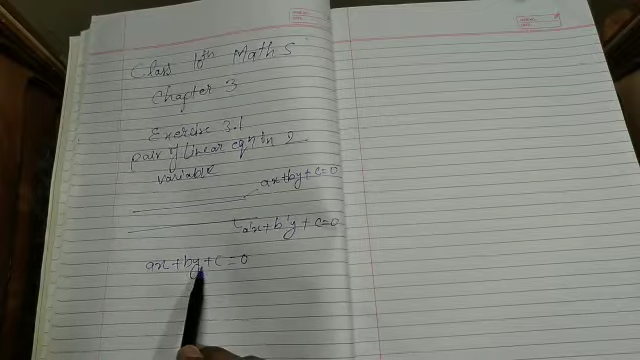 Class 10th Maths
Chapter 3
Exercise 3.1
pair of linear eqn in 2
variable
ax+by+c=0
a'x+b'y+c=0
ax+by+c=0